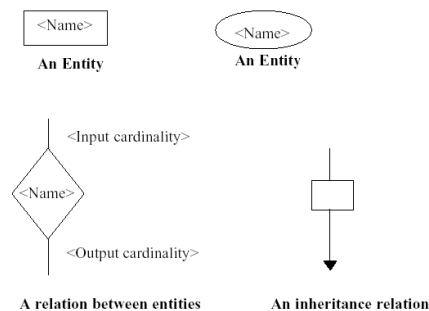 <Name>
<Name>
An Entity
An Entity
<Input cardinality>
<Name>
<Output cardinality>
A relation between entities
An inheritance relation